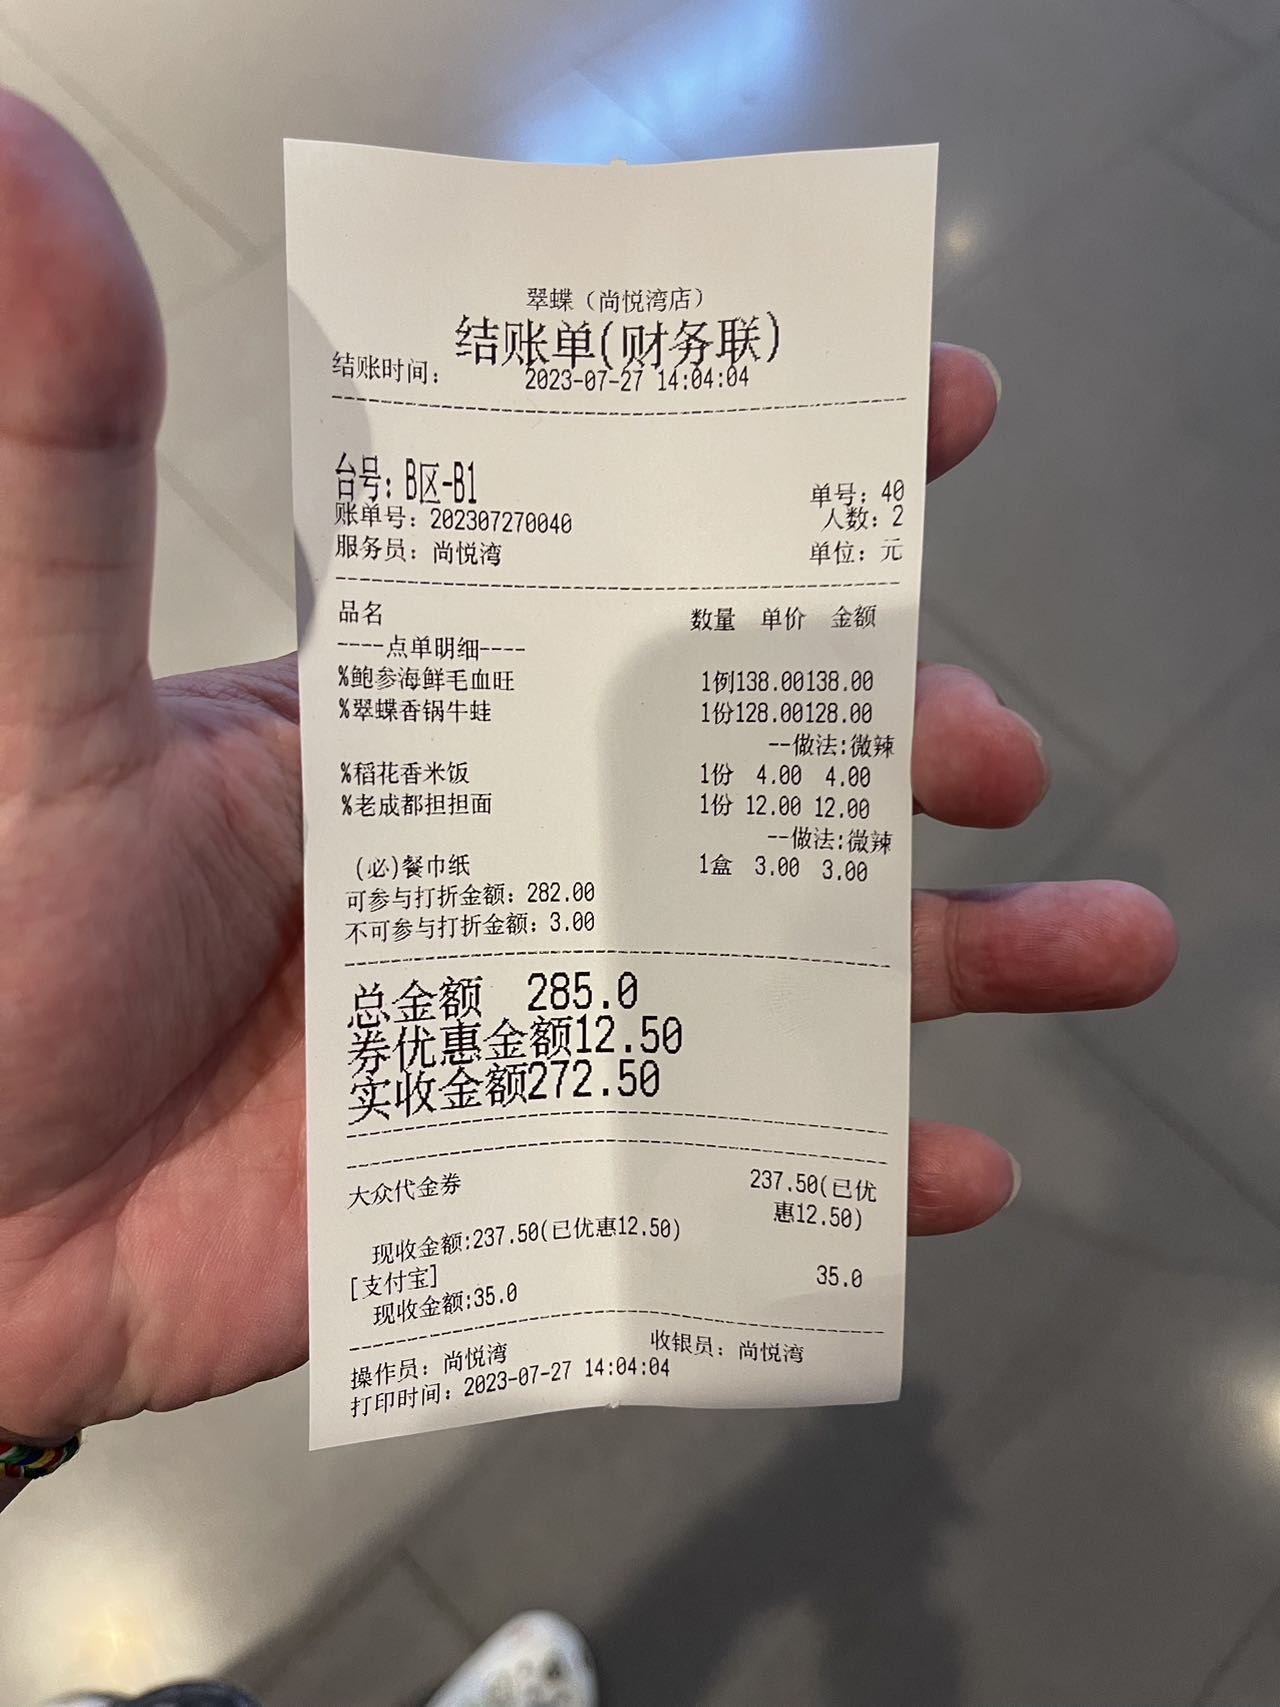 翠蝶（尚悦湾店）
结账单(财务联)
结账时间： 2023-07-27 14:04:04
台号：B区-B1
单号：40
账单号：202307270040
人数：2
服务员：尚悦湾
单位：元
品名 数量 单价 金额
----点单明细----
%鲍参海鲜毛血旺 1例138.00138.00
%翠蝶香锅牛蛙 1份128.00128.00
--做法:微辣
%稻花香米饭 1份 4.00 4.00
%老成都担担面 1份 12.00 12.00
--做法:微辣
(必)餐巾纸 1盒 3.00 3.00
可参与打折金额：282.00
不可参与打折金额：3.00
总金额 285.0
券优惠金额12.50
实收金额272.50
大众代金券 237.50(已优
惠12.50)
现收金额:237.50(已优惠12.50)
[支付宝] 35.0
现收金额:35.0
操作员：尚悦湾 收银员：尚悦湾
打印时间：2023-07-27 14:04:04